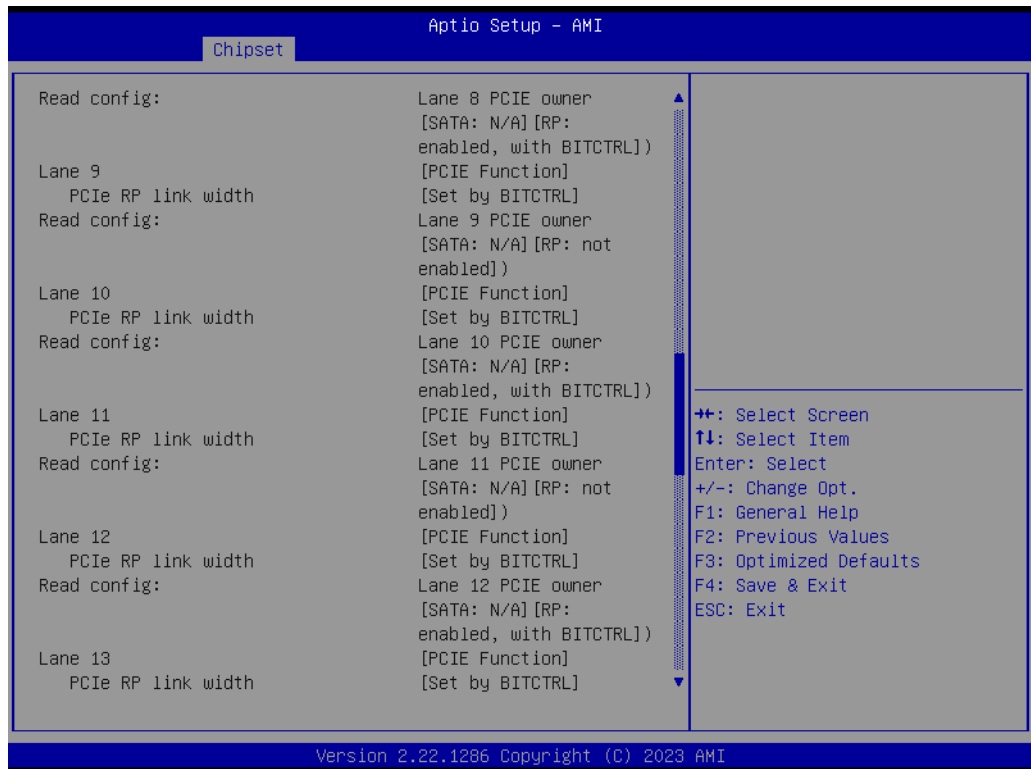 Aptio Setup – AMI
Chipset
Read config: Lane 8 PCIE owner
[SATA: N/A][RP:
enabled, with BITCTRL])
Lane 9 [PCIE Function]
PCIe RP link width [Set by BITCTRL]
Read config: Lane 9 PCIE owner
[SATA: N/A][RP: not
enabled])
Lane 10 [PCIE Function]
PCIe RP link width [Set by BITCTRL]
Read config: Lane 10 PCIE owner
[SATA: N/A][RP:
enabled, with BITCTRL])
Lane 11 [PCIE Function]
PCIe RP link width [Set by BITCTRL]
Read config: Lane 11 PCIE owner
[SATA: N/A][RP: not
enabled])
Lane 12 [PCIE Function]
PCIe RP link width [Set by BITCTRL]
Read config: Lane 12 PCIE owner
[SATA: N/A][RP:
enabled, with BITCTRL])
Lane 13 [PCIE Function]
PCIe RP link width [Set by BITCTRL]
→←: Select Screen
↑↓: Select Item
Enter: Select
+/-: Change Opt.
F1: General Help
F2: Previous Values
F3: Optimized Defaults
F4: Save & Exit
ESC: Exit
Version 2.22.1286 Copyright (C) 2023 AMI